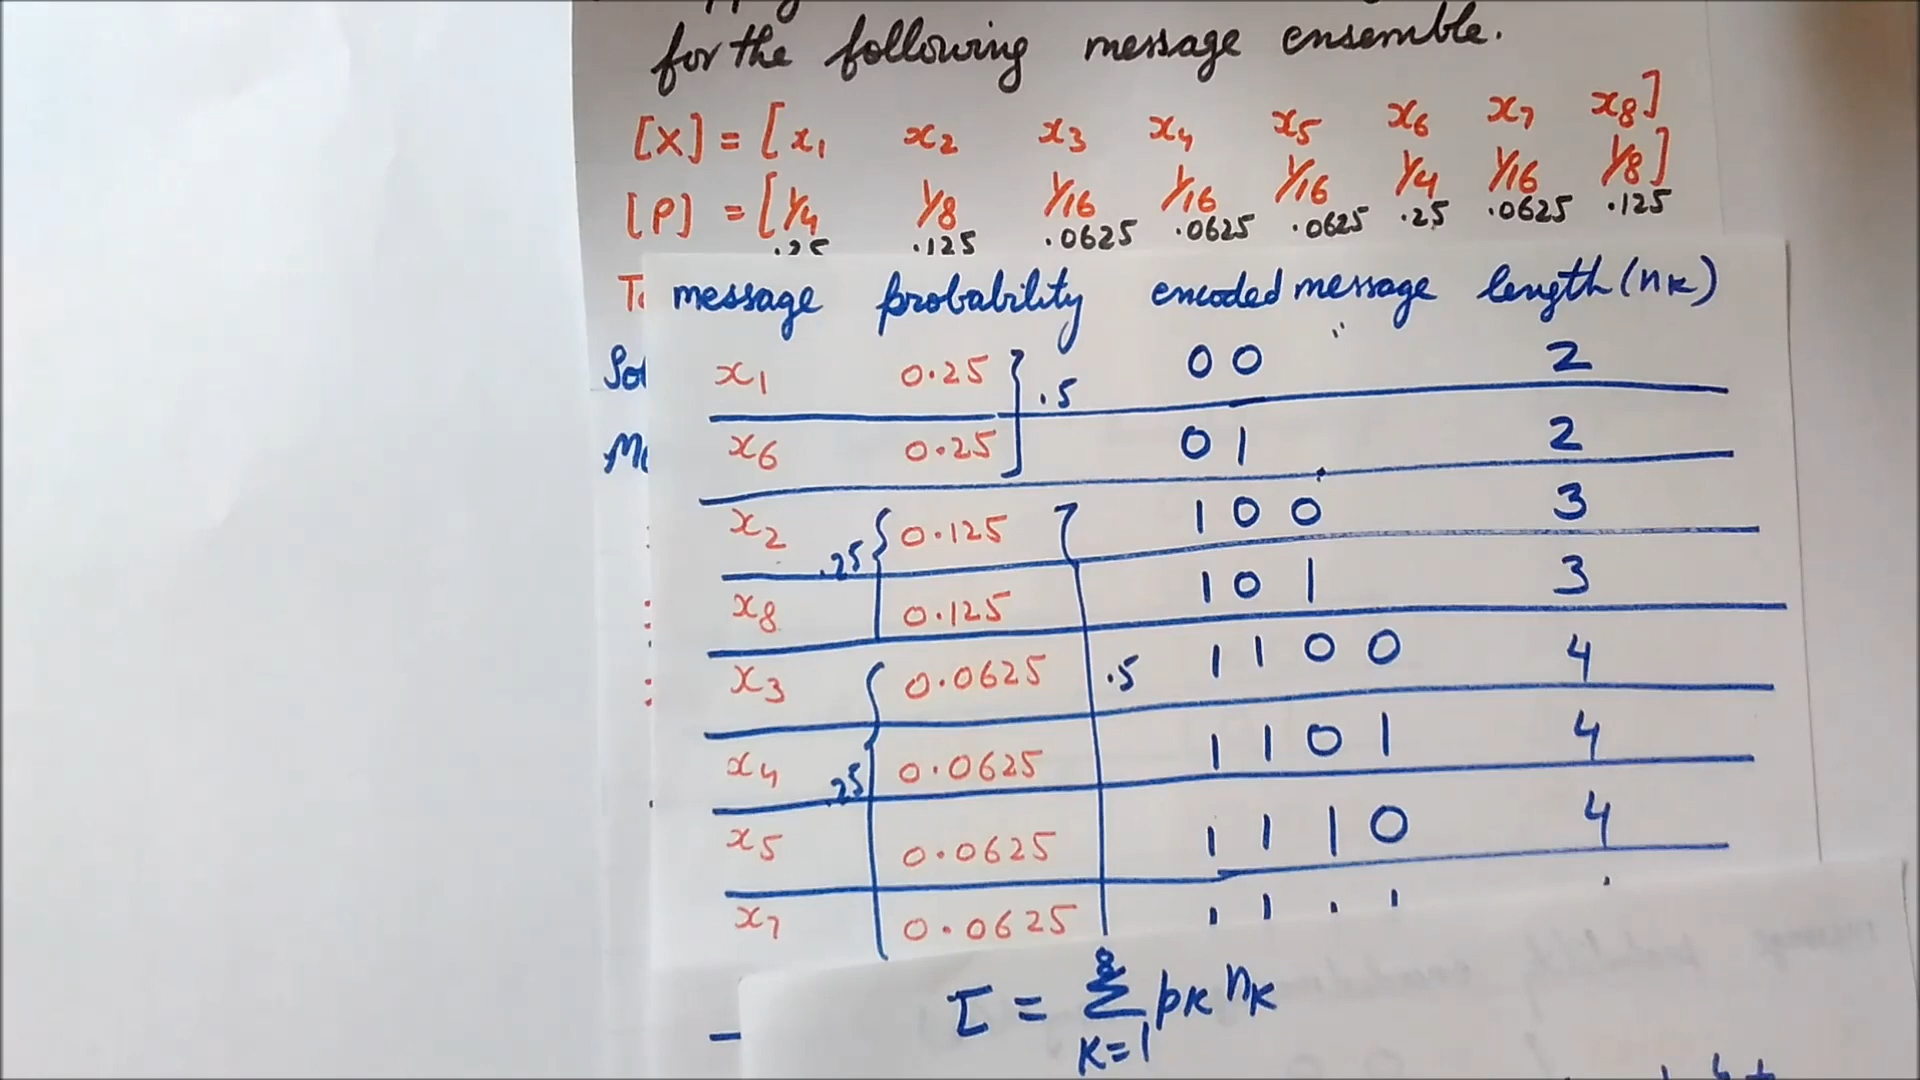 for the following message ensemble.
[X] = [x1 x2 x3 x4 x5 x6 x7 x8]
[P] = [1/4 1/8 1/16 1/16 1/16 1/4 1/16 1/8]
.25 .125 .0625 .0625 .0625 .25 .0625 .125
message probability encoded message length (nk)
x1 0.25 00 2
.5
x6 0.25 01 2
x2 0.125 100 3
.25
x8 0.125 101 3
x3 0.0625 .5 1100 4
x4 0.0625 1101 4
.25
x5 0.0625 1110 4
x7 0.0625
L = 8Σk=1 pk nk